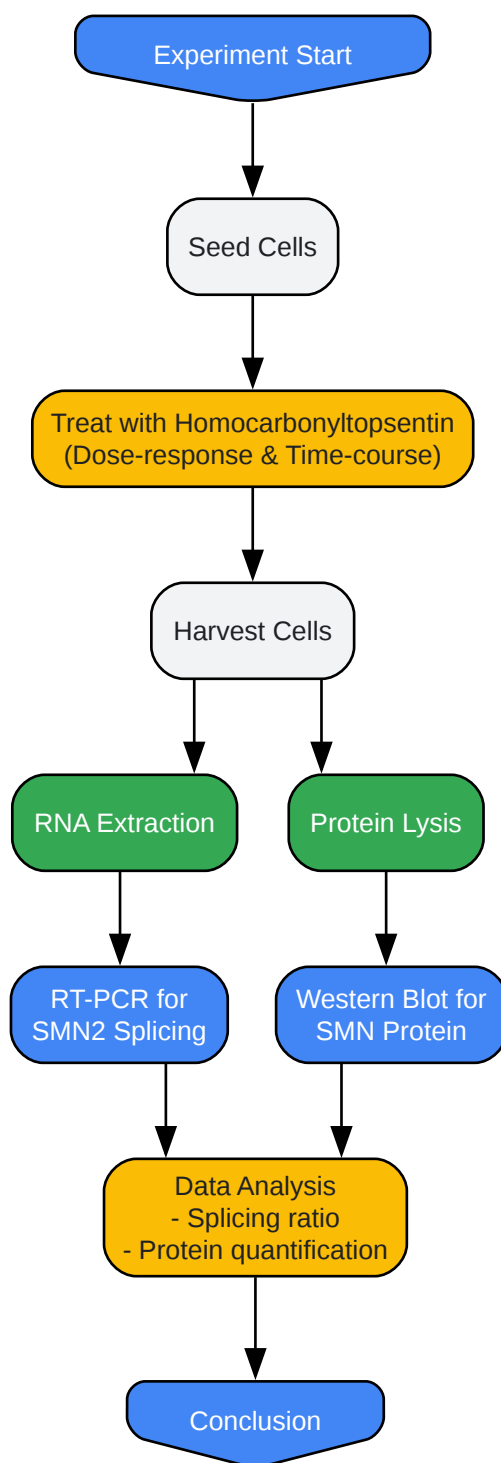 Experiment Start
Seed Cells
Treat with Homocarbonyltopsentin
(Dose-response & Time-course)
Harvest Cells
RNA Extraction
Protein Lysis
RT-PCR for
SMN2 Splicing
Western Blot for
SMN Protein
Data Analysis
- Splicing ratio
- Protein quantification
Conclusion